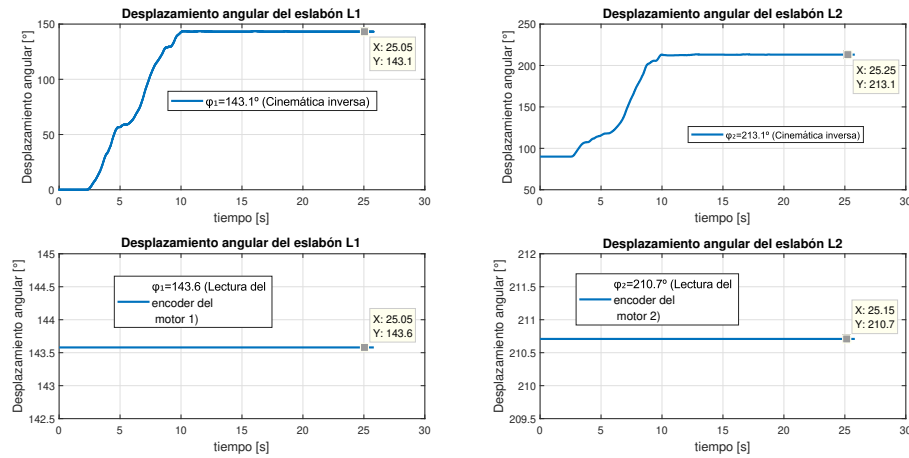 Desplazamiento angular del eslabón L1
Desplazamiento angular [°]
150
100
50
0
X: 25.05
Y: 143.1
φ₁=143.1º (Cinemática inversa)
0 5 10 15 20 25 30
tiempo [s]
Desplazamiento angular del eslabón L2
Desplazamiento angular [°]
250
200
150
100
50
X: 25.25
Y: 213.1
φ₂=213.1º (Cinemática inversa)
0 5 10 15 20 25 30
tiempo [s]
Desplazamiento angular del eslabón L1
Desplazamiento angular [°]
145
144.5
144
143.5
143
142.5
φ₁=143.6 (Lectura del
encoder del
motor 1)
X: 25.05
Y: 143.6
0 5 10 15 20 25 30
tiempo [s]
Desplazamiento angular del eslabón L2
Desplazamiento angular [°]
212
211.5
211
210.5
210
209.5
φ₂=210.7º (Lectura del
encoder del
motor 2)
X: 25.15
Y: 210.7
0 5 10 15 20 25 30
tiempo [s]